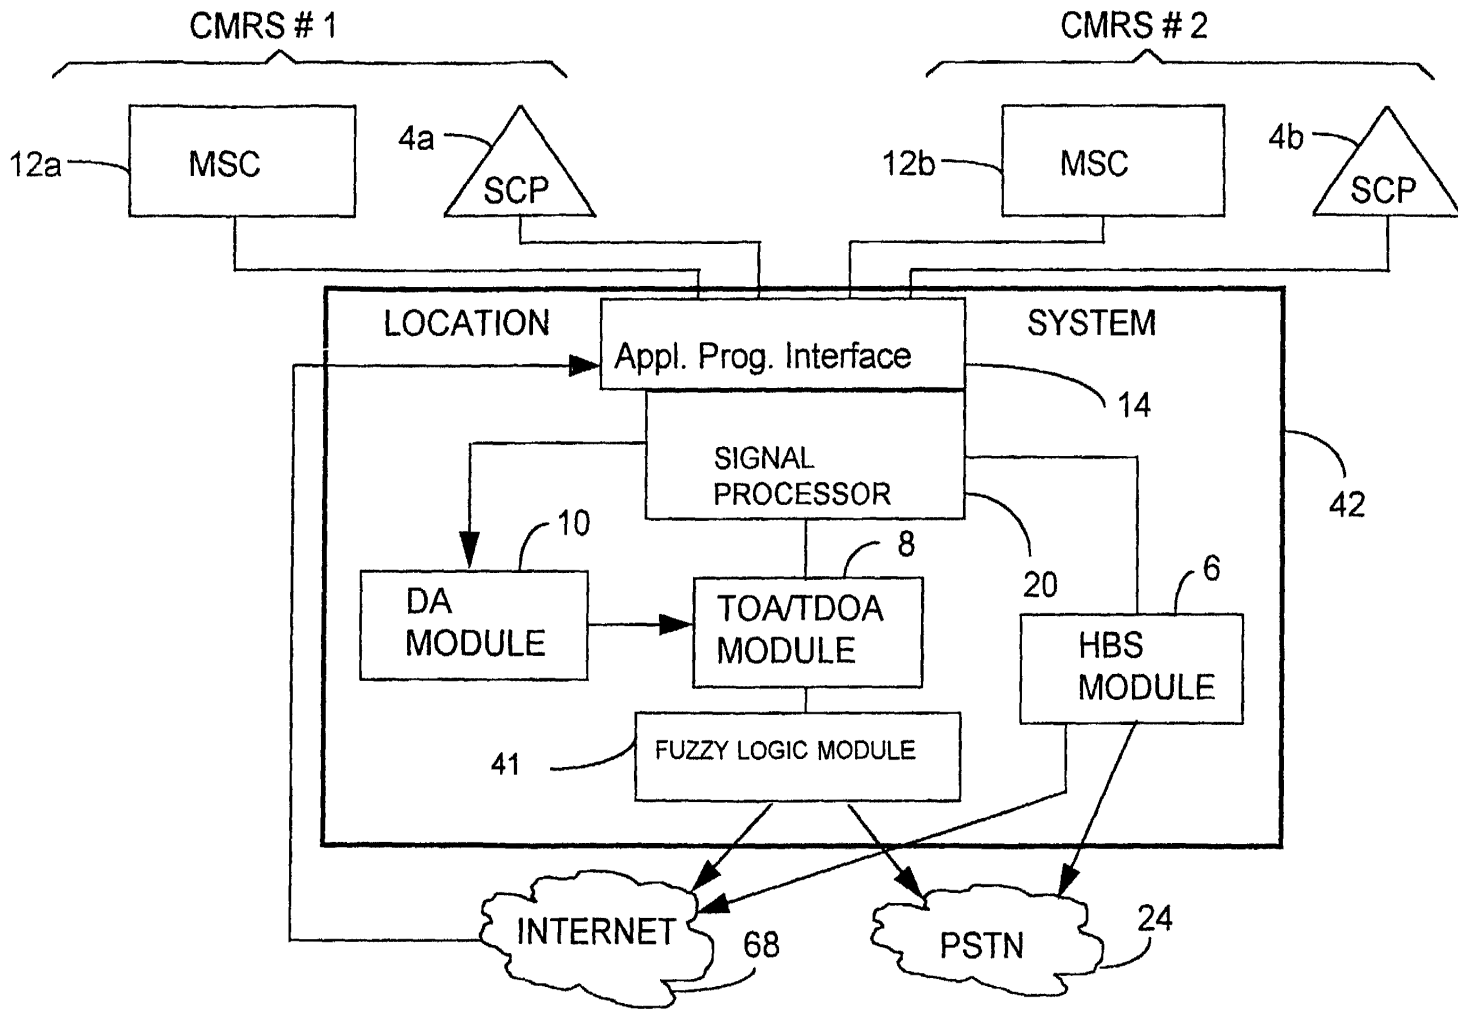 CMRS # 1
CMRS # 2
12a
MSC
4a
SCP
12b
MSC
4b
SCP
LOCATION
SYSTEM
Appl. Prog. Interface
14
SIGNAL
PROCESSOR
42
10
8
20
6
DA
MODULE
TOA/TDOA
MODULE
HBS
MODULE
41
FUZZY LOGIC MODULE
INTERNET
68
PSTN
24